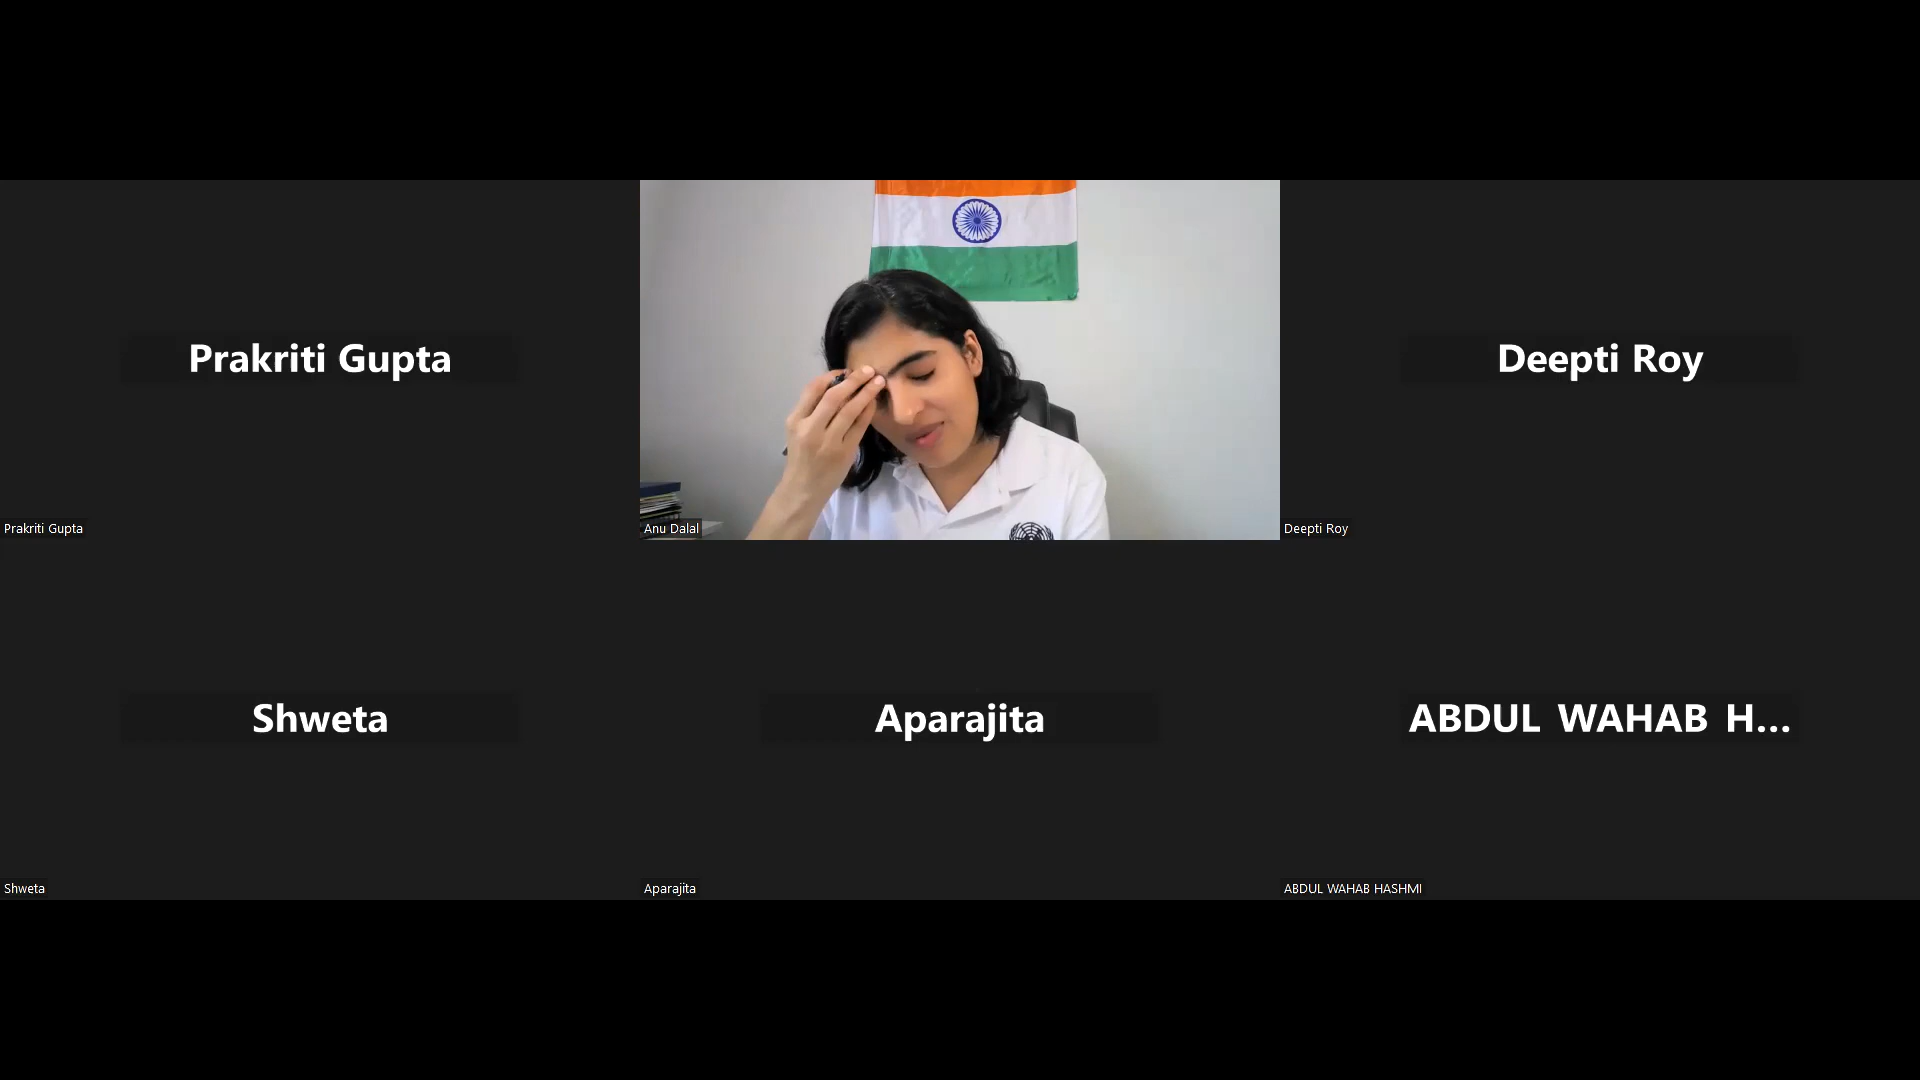 Prakriti Gupta
Deepti Roy
Prakriti Gupta
Anu Dalal
Deepti Roy
Shweta
Aparajita
ABDUL WAHAB H...
Shweta
Aparajita
ABDUL WAHAB HASHMI